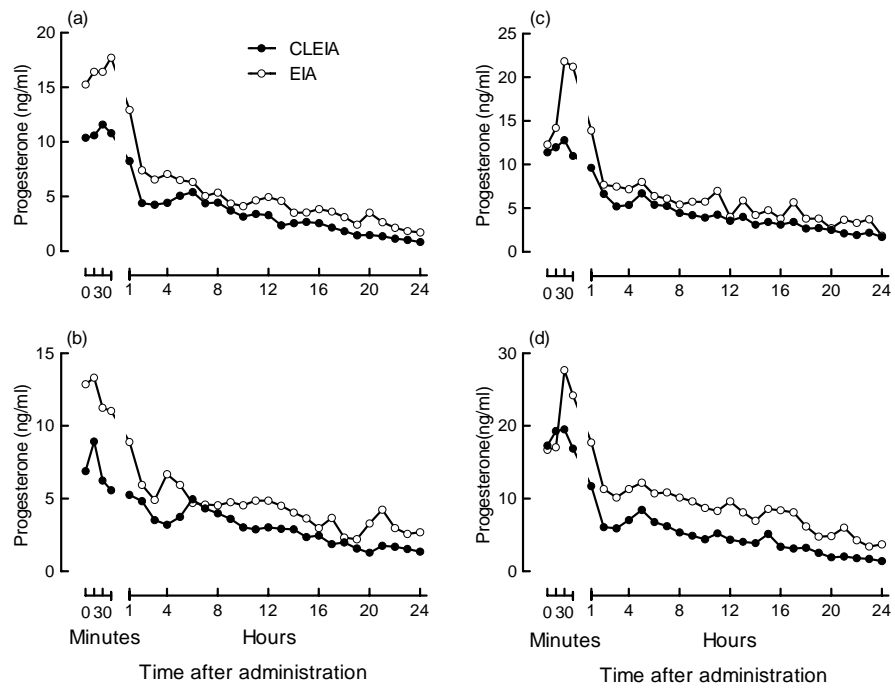 (a)
20
15
10
5
0
Progesterone (ng/ml)
CLEIA
EIA
0 30 1 4 8 12 16 20 24
(c)
25
20
15
10
5
0
Progesterone (ng/ml)
0 30 1 4 8 12 16 20 24
(b)
15
10
5
0
Progesterone (ng/ml)
0 30 1 4 8 12 16 20 24
Minutes Hours
Time after administration
(d)
30
20
10
0
Progesterone(ng/ml)
0 30 1 4 8 12 16 20 24
Minutes Hours
Time after administration